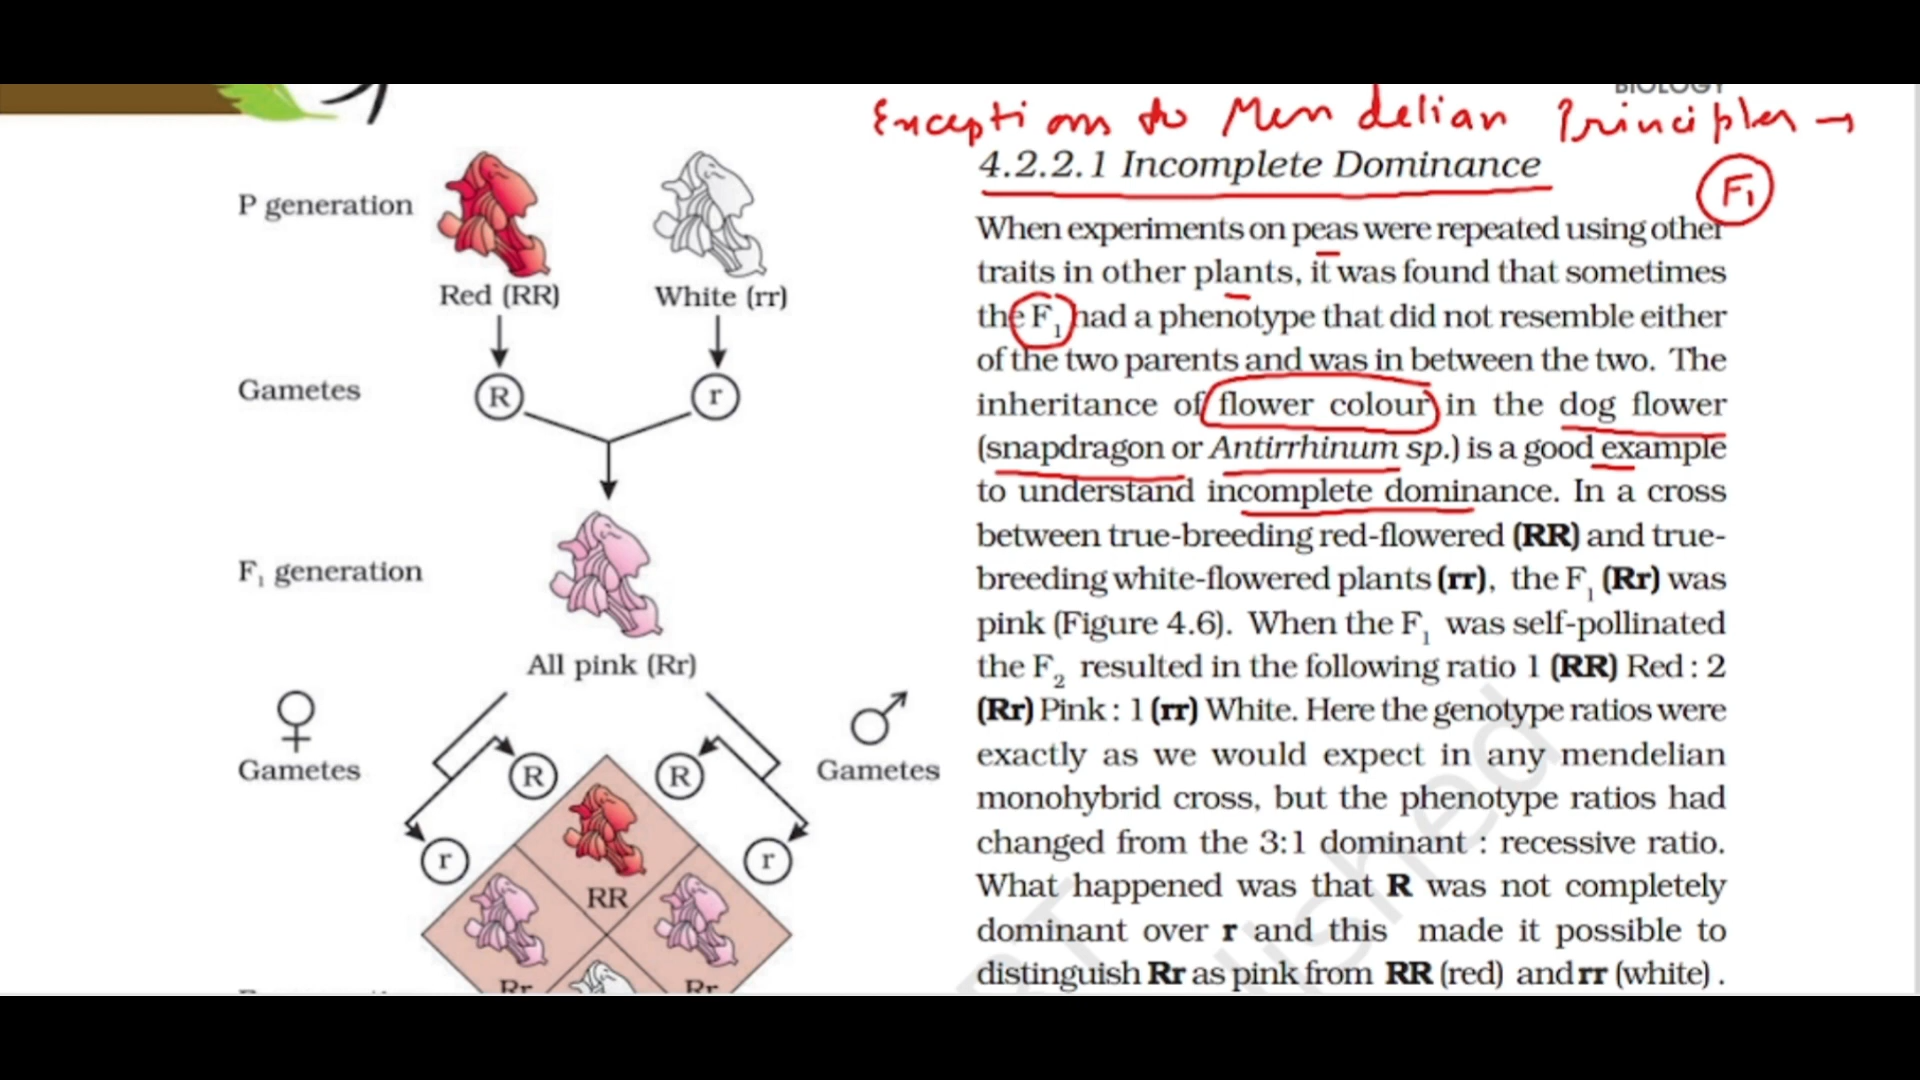 Exceptions to Mendelian Principles →
4.2.2.1 Incomplete Dominance
F1
When experiments on peas were repeated using other
traits in other plants, it was found that sometimes
the F1 had a phenotype that did not resemble either
of the two parents and was in between the two. The
inheritance of flower colour in the dog flower
(snapdragon or Antirrhinum sp.) is a good example
to understand incomplete dominance. In a cross
between true-breeding red-flowered (RR) and true-
breeding white-flowered plants (rr), the F1 (Rr) was
pink (Figure 4.6). When the F1 was self-pollinated
the F2 resulted in the following ratio 1 (RR) Red : 2
(Rr) Pink : 1 (rr) White. Here the genotype ratios were
exactly as we would expect in any mendelian
monohybrid cross, but the phenotype ratios had
changed from the 3:1 dominant : recessive ratio.
What happened was that R was not completely
dominant over r and this made it possible to
distinguish Rr as pink from RR (red) and rr (white) .
P generation
Red (RR)
White (rr)
Gametes
R
r
F1 generation
All pink (Rr)
Gametes
Gametes
R
R
r
r
RR
Rr
Rr